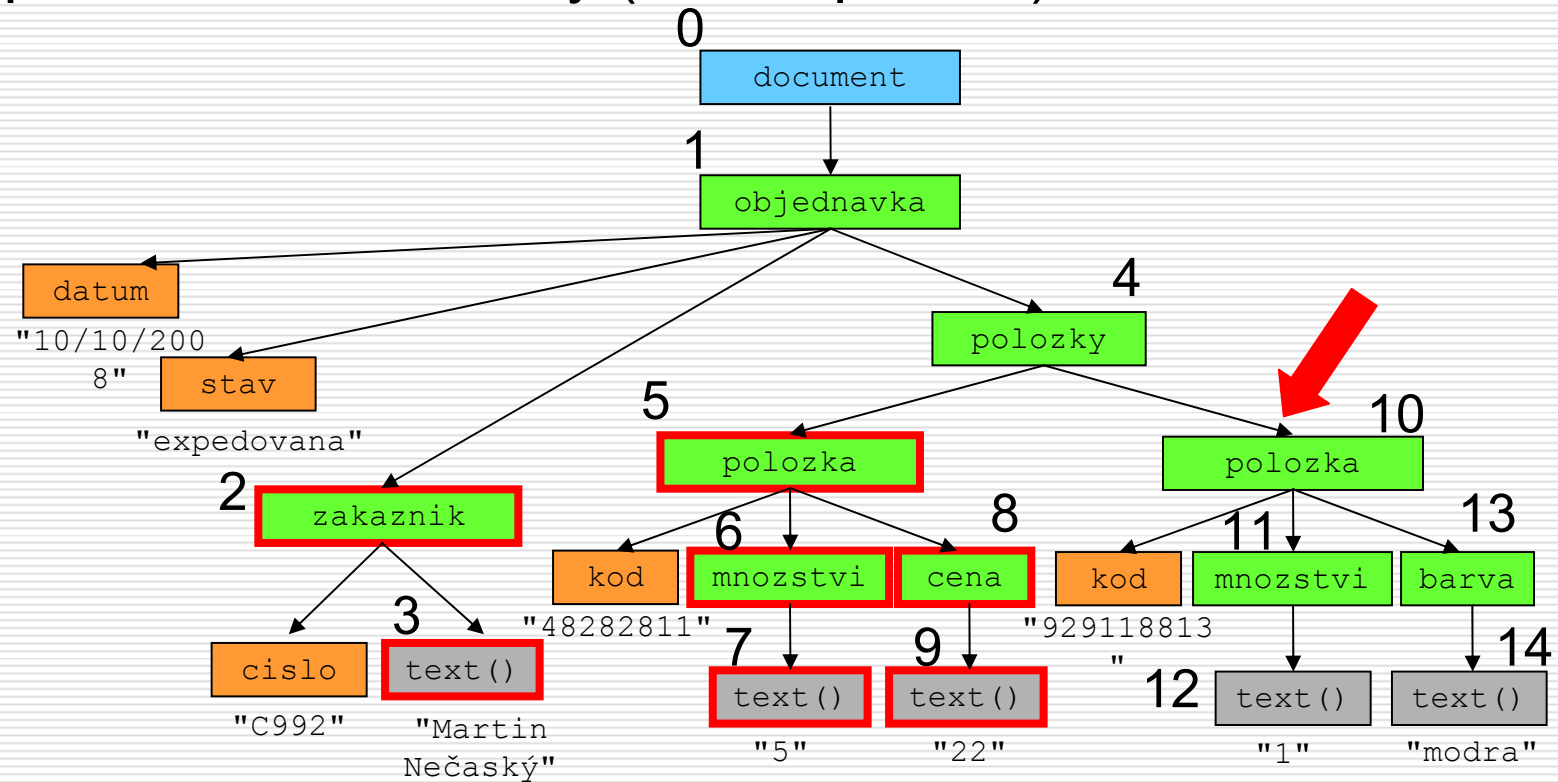 0
document
1
objednavka
datum
"10/10/200
8"
stav
"expedovana"
4
polozky
5
polozka
10
polozka
2
zakaznik
6
8
11
13
kod
mnozstvi
cena
kod
mnozstvi
barva
"48282811"
"929118813
"
3
cislo
text()
7
text()
9
text()
12
text()
14
text()
"C992"
"Martin
Nečaský"
"5"
"22"
"1"
"modra"